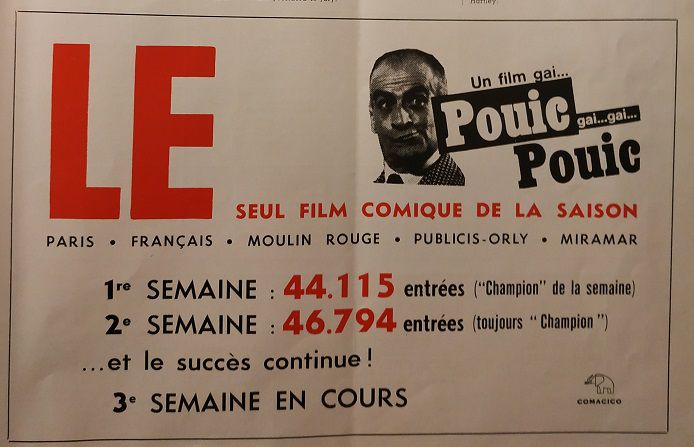 Harney.
LE
Un film gai...
Pouic gai...gai...
Pouic
SEUL FILM COMIQUE DE LA SAISON
PARIS • FRANÇAIS • MOULIN ROUGE • PUBLICIS-ORLY • MIRAMAR
1re SEMAINE : 44.115 entrées ("Champion" de la semaine)
2e SEMAINE : 46.794 entrées (toujours "Champion")
...et le succès continue!
3e SEMAINE EN COURS
COMACICO